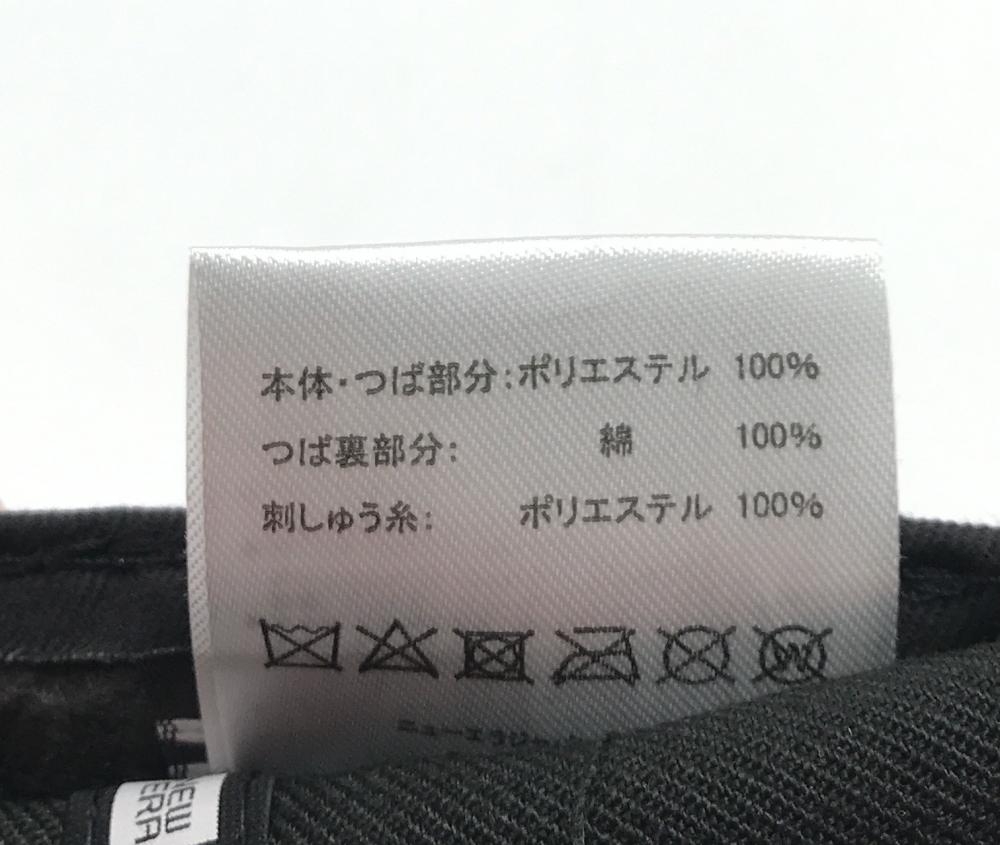 本体・つば部分:ポリエステル 100%
つば裏部分: 綿 100%
刺しゅう糸: ポリエステル 100%
W
NEW
ERA